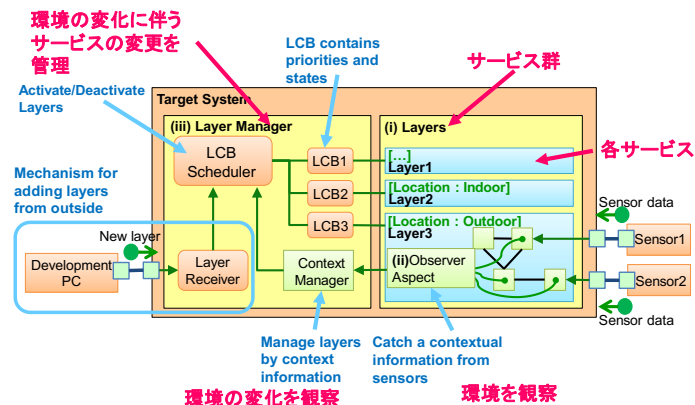 環境の変化に伴う
サービスの変更を
管理
LCB contains
priorities and
states
サービス群
Activate/Deactivate
Layers
Target System
(iii) Layer Manager
(i) Layers
LCB
Scheduler
LCB1
[...]
Layer1
各サービス
LCB2
[Location : Indoor]
Layer2
Mechanism for
adding layers
from outside
LCB3
[Location : Outdoor]
Layer3
Sensor data
Sensor1
New layer
Development
PC
Layer
Receiver
Context
Manager
(ii)Observer
Aspect
Sensor2
Sensor data
Manage layers
by context
information
Catch a contextual
information from
sensors
環境の変化を観察
環境を観察